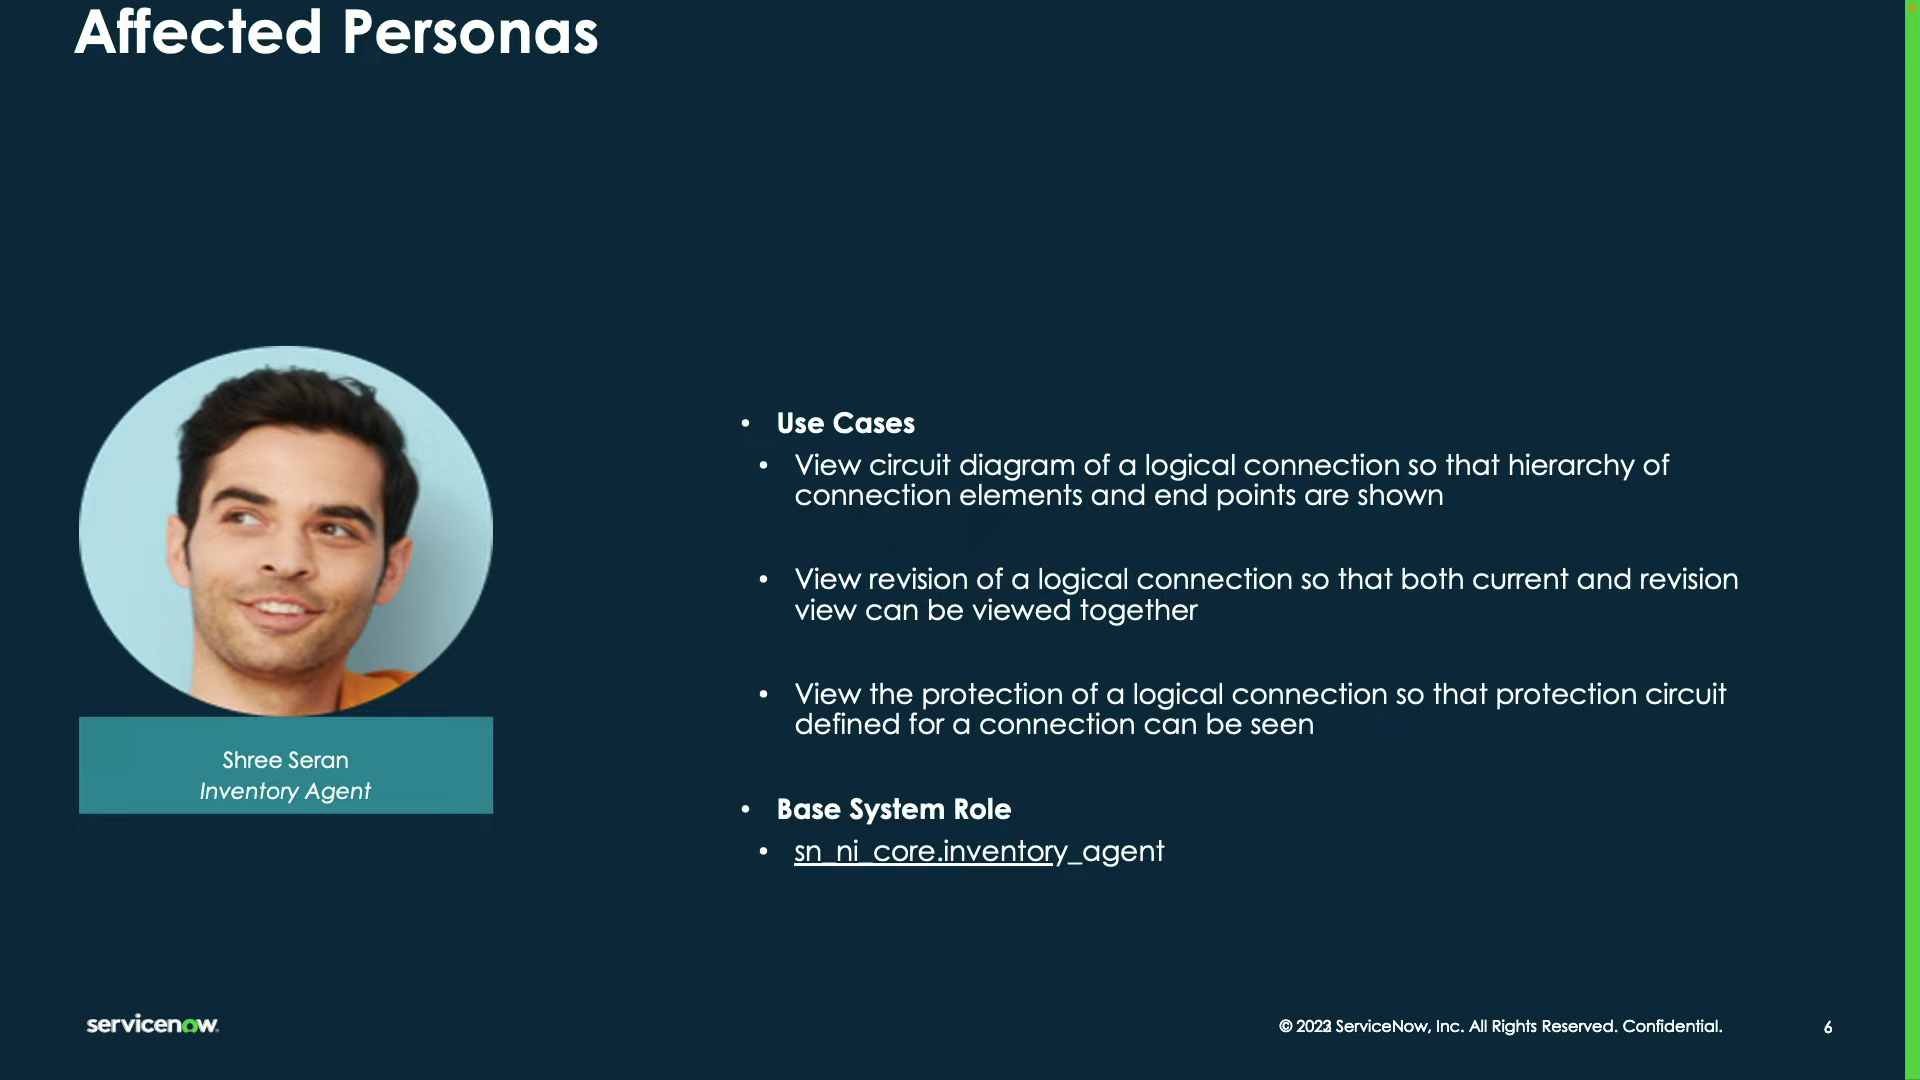 Affected Personas
• Use Cases
• View circuit diagram of a logical connection so that hierarchy of
connection elements and end points are shown
• View revision of a logical connection so that both current and revision
view can be viewed together
• View the protection of a logical connection so that protection circuit
defined for a connection can be seen
• Base System Role
• sn_ni_core.inventory_agent
Shree Seran
Inventory Agent
servicenow
© ServiceNow, Inc. All Rights Reserved. Confidential.
6